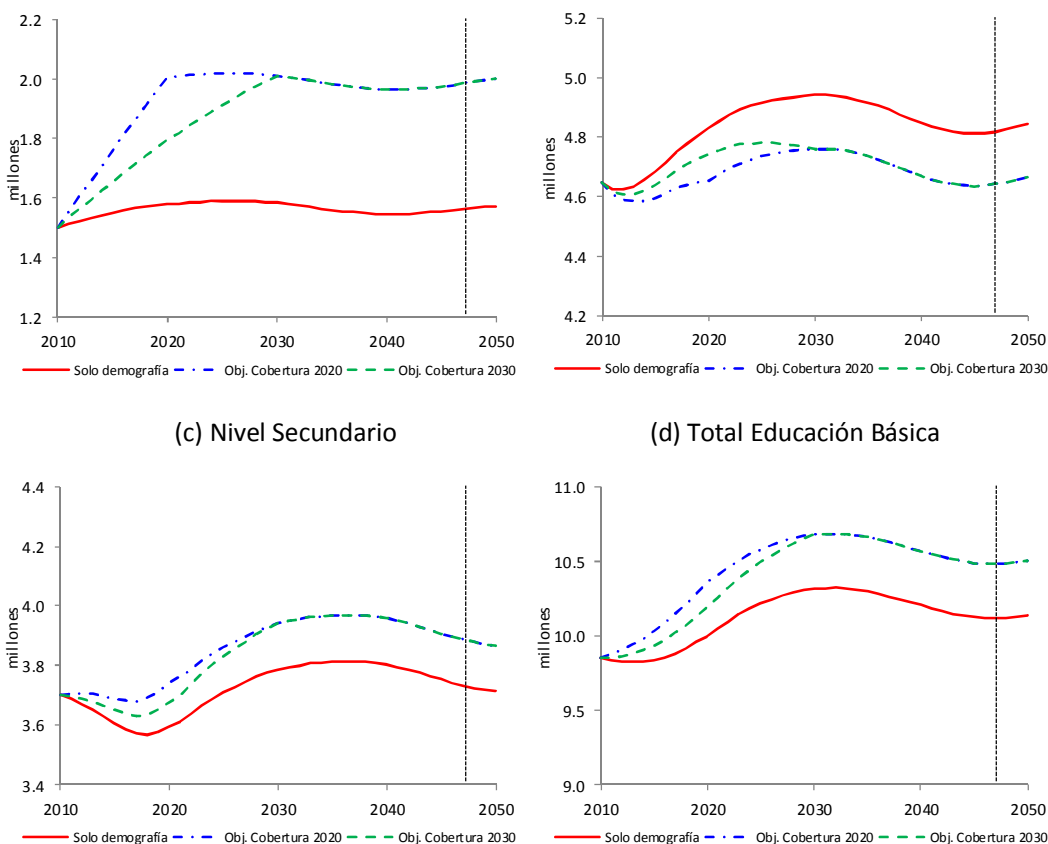 2.2
2.0
1.8
1.6
1.4
1.2
millones
2010 2020 2030 2040 2050
Solo demografía Obj. Cobertura 2020 Obj. Cobertura 2030
5.2
5.0
4.8
4.6
4.4
4.2
millones
2010 2020 2030 2040 2050
Solo demografía Obj. Cobertura 2020 Obj. Cobertura 2030
(c) Nivel Secundario
4.4
4.2
4.0
3.8
3.6
3.4
millones
2010 2020 2030 2040 2050
Solo demografía Obj. Cobertura 2020 Obj. Cobertura 2030
(d) Total Educación Básica
11.0
10.5
10.0
9.5
9.0
millones
2010 2020 2030 2040 2050
Solo demografía Obj. Cobertura 2020 Obj. Cobertura 2030